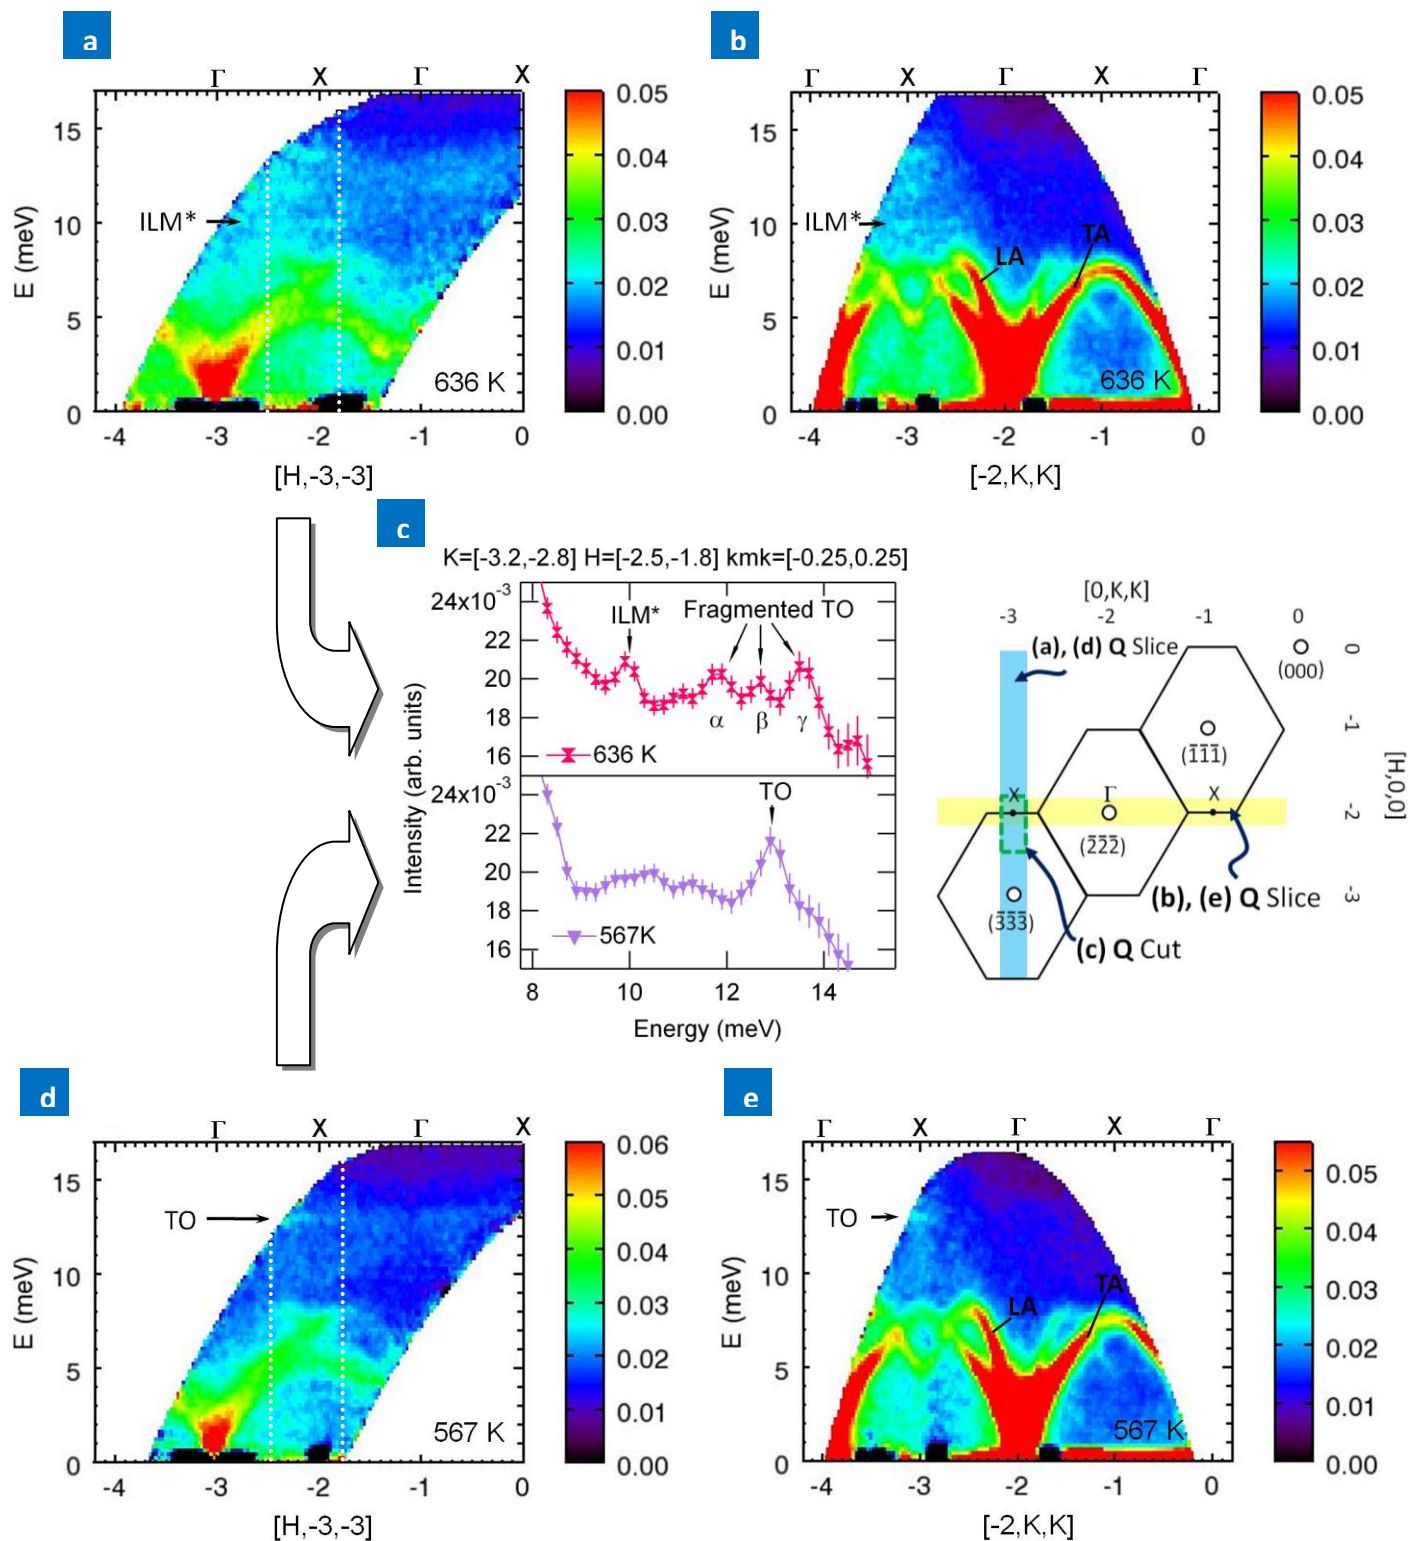 a
b
Γ X Γ X
Γ X Γ X Γ
E (meV)
15
10
5
0
ILM*
636 K
-4 -3 -2 -1 0
[H,-3,-3]
0.05
0.04
0.03
0.02
0.01
0.00
E (meV)
15
10
5
0
ILM*
LA
TA
636 K
-4 -3 -2 -1 0
[-2,K,K]
0.05
0.04
0.03
0.02
0.01
0.00
c
K=[-3.2,-2.8] H=[-2.5,-1.8] kmk=[-0.25,0.25]
Intensity (arb. units)
24x10⁻³
22
20
18
16
ILM*
Fragmented TO
α β γ
636 K
24x10⁻³
22
20
18
16
TO
567K
8 10 12 14
Energy (meV)
[0,K,K]
-3 -2 -1 0
(a), (d) Q Slice
(000)
0
-1
-2
-3
[H,0,0]
(1̅1̅1̅)
X Γ X
(2̅2̅2̅)
(3̅3̅3̅)
(b), (e) Q Slice
(c) Q Cut
d
e
Γ X Γ X
Γ X Γ X Γ
E (meV)
15
10
5
0
TO
567 K
-4 -3 -2 -1 0
[H,-3,-3]
0.06
0.05
0.04
0.03
0.02
0.01
0.00
E (meV)
15
10
5
0
TO
LA
TA
567 K
-4 -3 -2 -1 0
[-2,K,K]
0.05
0.04
0.03
0.02
0.01
0.00